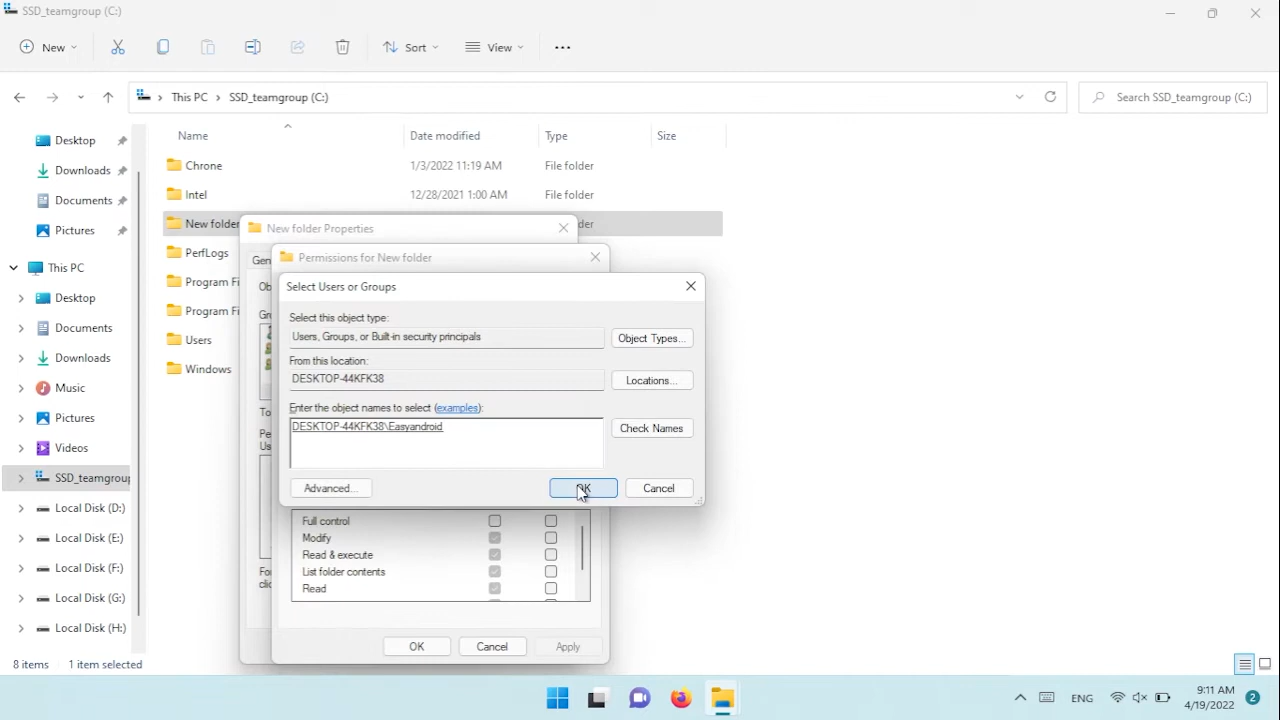 SSD_teamgroup (C:)
New
Sort
View
This PC > SSD_teamgroup (C:)
Search SSD_teamgroup (C:)
Name
Date modified
Type
Size
Desktop
Downloads
Documents
Pictures
This PC
Desktop
Documents
Downloads
Music
Pictures
Videos
SSD_teamgroup
Local Disk (D:)
Local Disk (E:)
Local Disk (F:)
Local Disk (G:)
Local Disk (H:)
Chrone 1/3/2022 11:19 AM File folder
Intel 12/28/2021 1:00 AM File folder
New folder
der
PerfLogs
Program Fi
Program Fi
Users
Windows
New folder Properties
Gen
Ob
Gr
To
Pe
Us
Fo
clic
Permissions for New folder
Select Users or Groups
Select this object type:
Users, Groups, or Built-in security principals
Object Types...
From this location:
DESKTOP-44KFK38
Locations...
Enter the object names to select (examples):
DESKTOP-44KFK38\Easyandroid
Check Names
Advanced...
OK
Cancel
Full control
Modify
Read & execute
List folder contents
Read
OK
Cancel
Apply
8 items
1 item selected
ENG
9:11 AM
4/19/2022
2